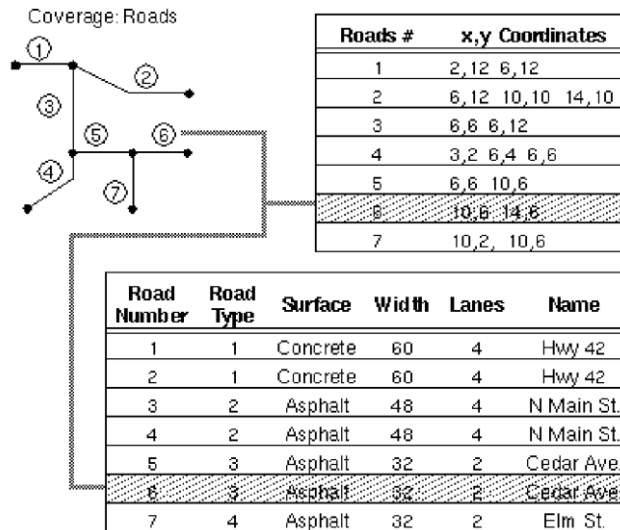 Coverage: Roads
1
2
3
5
6
4
7
Roads # x,y Coordinates
1 2,12 6,12
2 6,12 10,10 14,10
3 6,6 6,12
4 3,2 6,4 6,6
5 6,6 10,6
6 10,6 14,6
7 10,2, 10,6
Road Number Road Type Surface Width Lanes Name
1 1 Concrete 60 4 Hwy 42
2 1 Concrete 60 4 Hwy 42
3 2 Asphalt 48 4 N Main St.
4 2 Asphalt 48 4 N Main St.
5 3 Asphalt 32 2 Cedar Ave.
6 3 Asphalt 32 2 Cedar Ave.
7 4 Asphalt 32 2 Elm St.